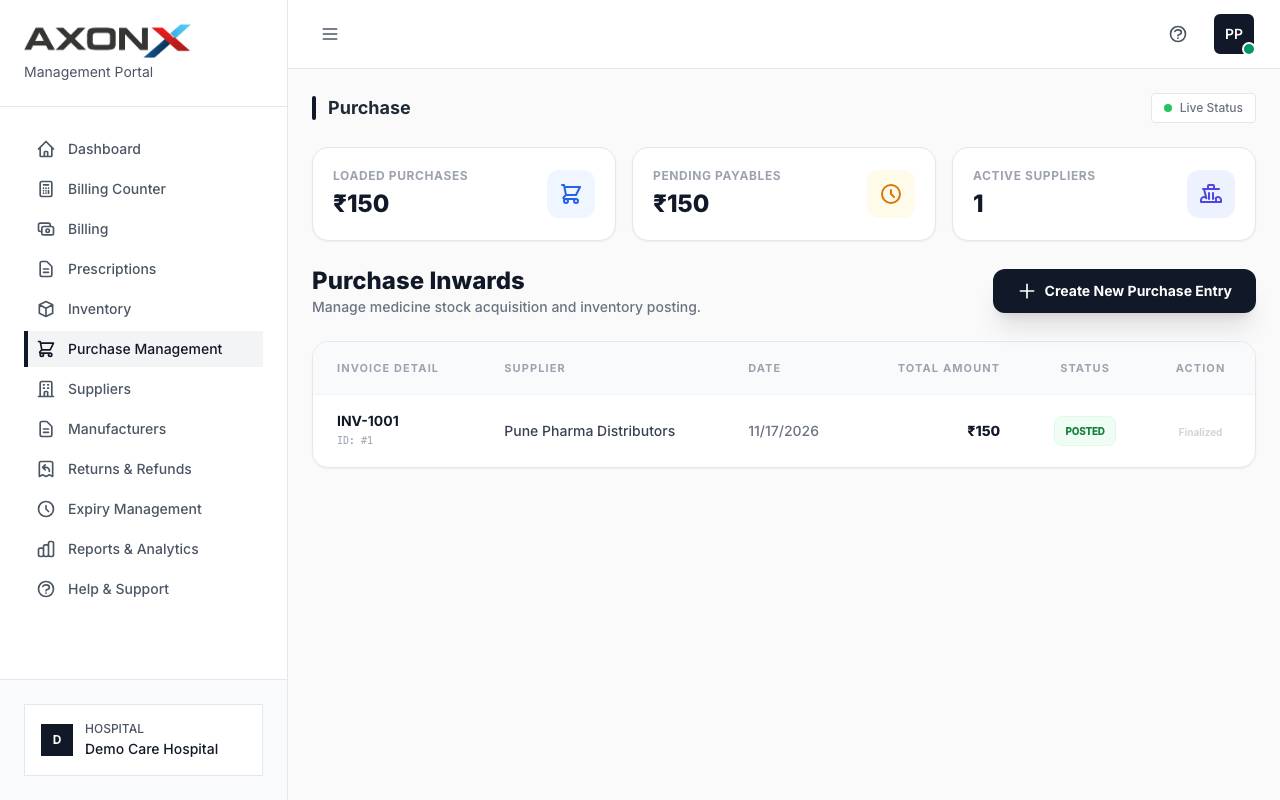 AXONX
Management Portal
Dashboard
Billing Counter
Billing
Prescriptions
Inventory
Purchase Management
Suppliers
Manufacturers
Returns & Refunds
Expiry Management
Reports & Analytics
Help & Support
D
HOSPITAL
Demo Care Hospital
PP
Purchase
Live Status
LOADED PURCHASES
₹150
PENDING PAYABLES
₹150
ACTIVE SUPPLIERS
1
Purchase Inwards
Manage medicine stock acquisition and inventory posting.
Create New Purchase Entry
INVOICE DETAIL SUPPLIER DATE TOTAL AMOUNT STATUS ACTION
INV-1001
ID: #1
Pune Pharma Distributors 11/17/2026 ₹150 POSTED Finalized